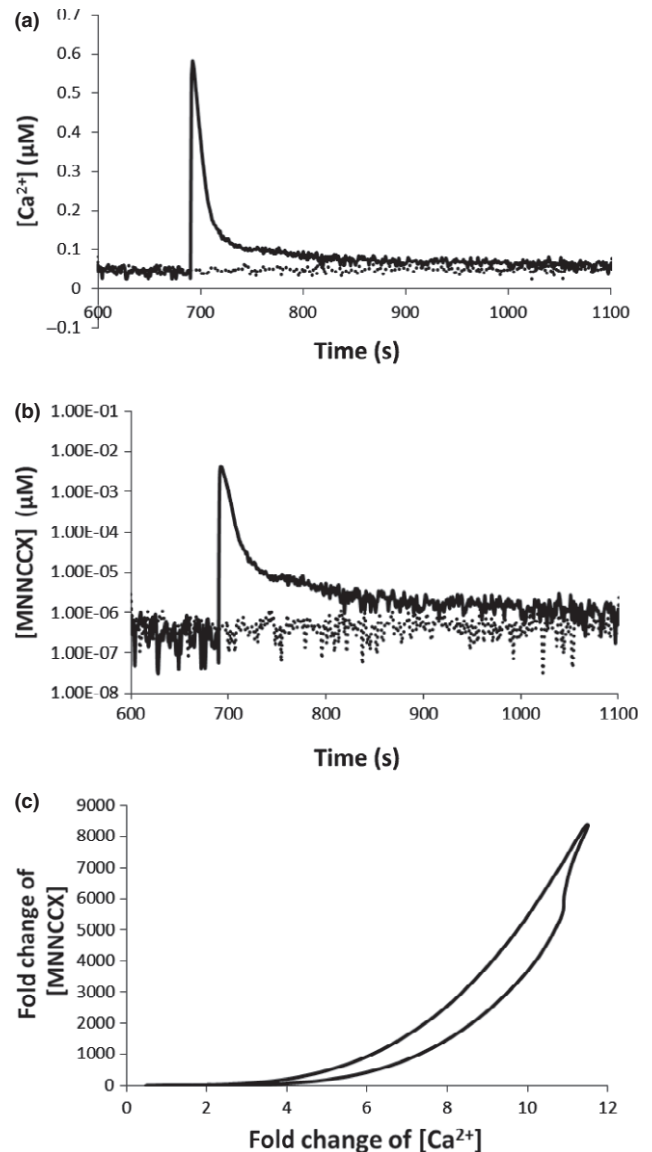 (a)
0.7
0.6
0.5
0.4
0.3
0.2
0.1
0
–0.1
[Ca²⁺] (µM)
600 700 800 900 1000 1100
Time (s)
(b)
1.00E-01
1.00E-02
1.00E-03
1.00E-04
1.00E-05
1.00E-06
1.00E-07
1.00E-08
[MNNCCX] (µM)
600 700 800 900 1000 1100
Time (s)
(c)
9000
8000
7000
6000
5000
4000
3000
2000
1000
0
Fold change of
[MNNCCX]
0 2 4 6 8 10 12
Fold change of [Ca²⁺]